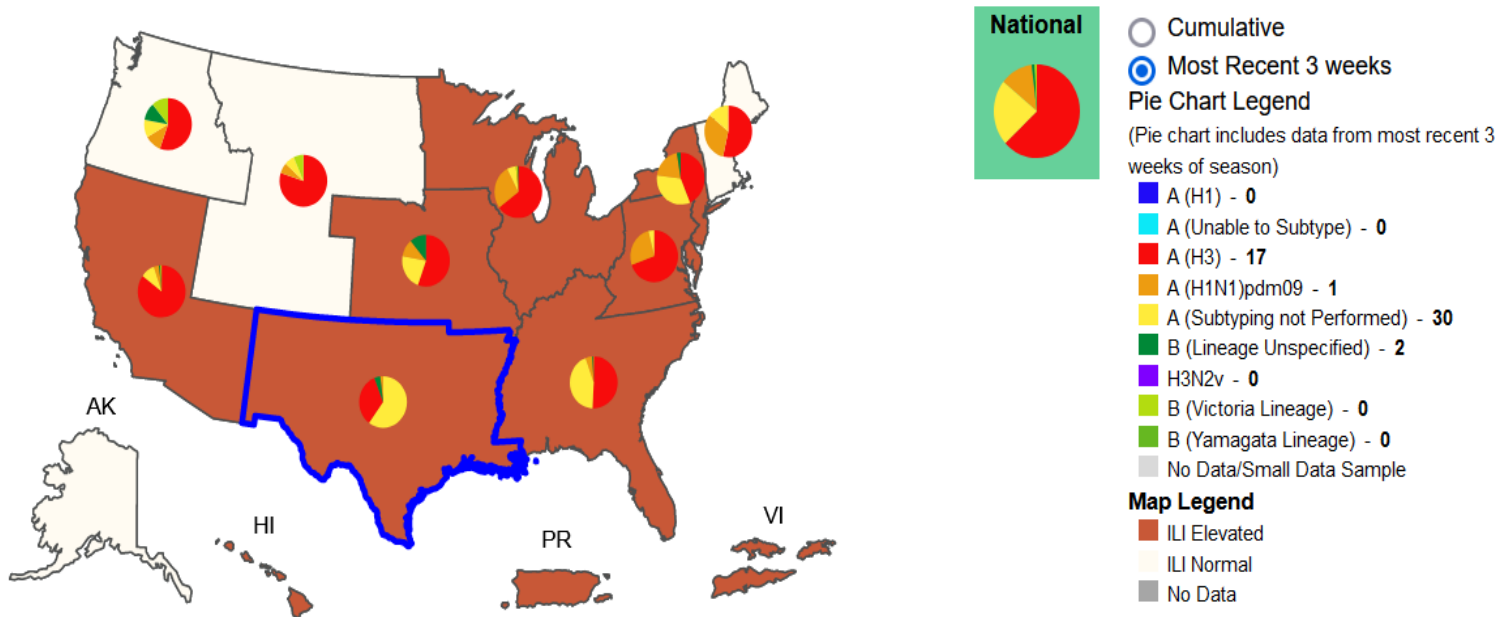 National
Cumulative
Most Recent 3 weeks
Pie Chart Legend
(Pie chart includes data from most recent 3
weeks of season)
A (H1) - 0
A (Unable to Subtype) - 0
A (H3) - 17
A (H1N1)pdm09 - 1
A (Subtyping not Performed) - 30
B (Lineage Unspecified) - 2
H3N2v - 0
B (Victoria Lineage) - 0
B (Yamagata Lineage) - 0
No Data/Small Data Sample
Map Legend
ILI Elevated
ILI Normal
No Data
AK
HI
PR
VI